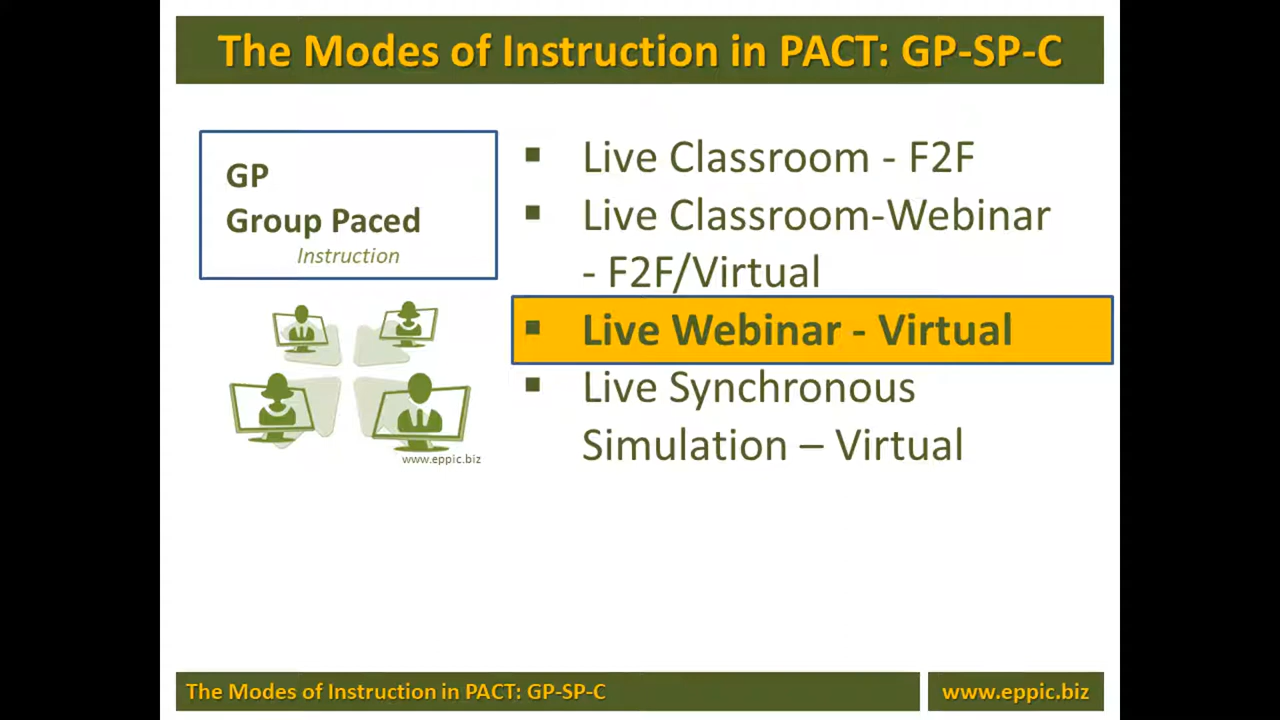 The Modes of Instruction in PACT: GP-SP-C
GP
Group Paced
Instruction
www.eppic.biz
▪ Live Classroom - F2F
▪ Live Classroom-Webinar
- F2F/Virtual
▪ Live Webinar - Virtual
▪ Live Synchronous
Simulation – Virtual
The Modes of Instruction in PACT: GP-SP-C
www.eppic.biz